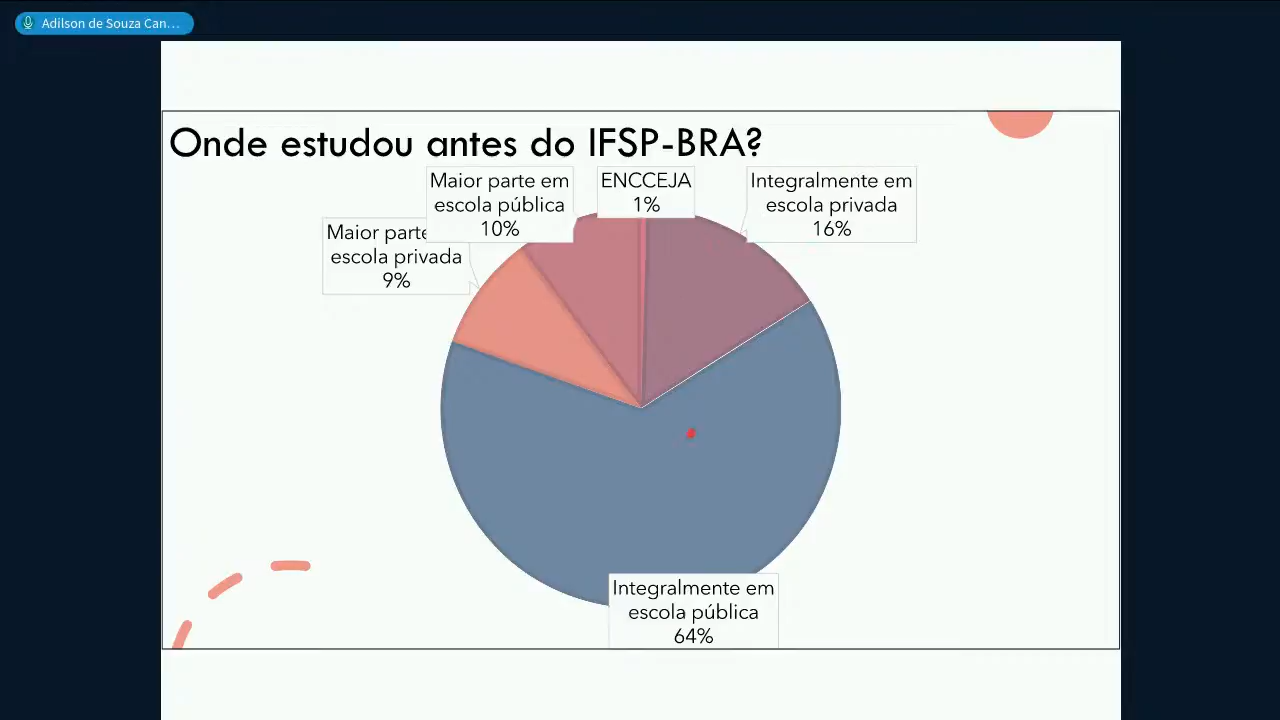 Adilson de Souza Can...
Onde estudou antes do IFSP-BRA?
Maior parte em
escola pública
10%
ENCCEJA
1%
Integralmente em
escola privada
16%
Maior parte
escola privada
9%
Integralmente em
escola pública
64%